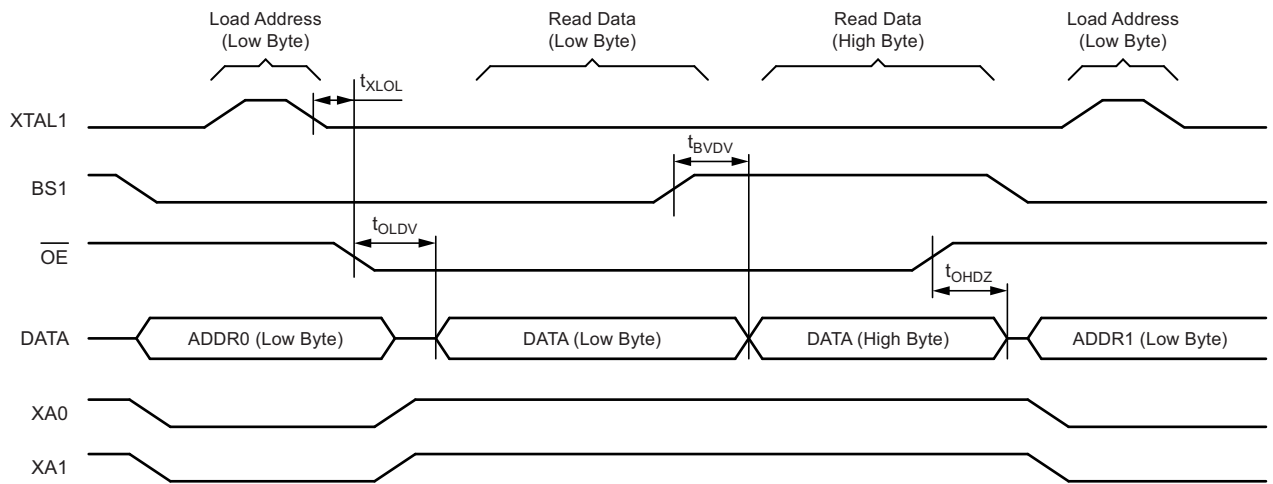 Load Address
(Low Byte)
Read Data
(Low Byte)
Read Data
(High Byte)
Load Address
(Low Byte)
tXLOL
XTAL1
tBVDV
BS1
tOLDV
OE
tOHDZ
DATA
ADDR0 (Low Byte)
DATA (Low Byte)
DATA (High Byte)
ADDR1 (Low Byte)
XA0
XA1